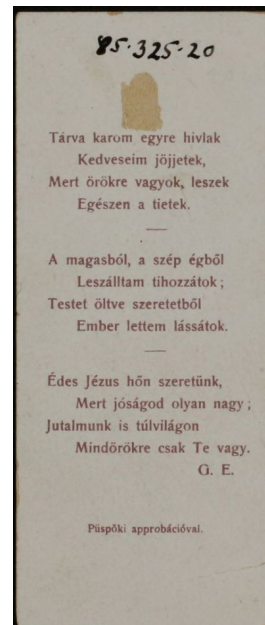 85.325.20
Tárva karom egyre hivlak
Kedveseim jöjjetek,
Mert örökre vagyok, leszek
Egészen a tietek.
A magasból, a szép égből
Leszálltam tihozzátok;
Testet öltve szeretetből
Ember lettem lássátok.
Édes Jézus hőn szeretünk,
Mert jóságod olyan nagy;
Jutalmunk is túlvilágon
Mindörökre csak Te vagy.
G. E.
Püspöki approbációval.